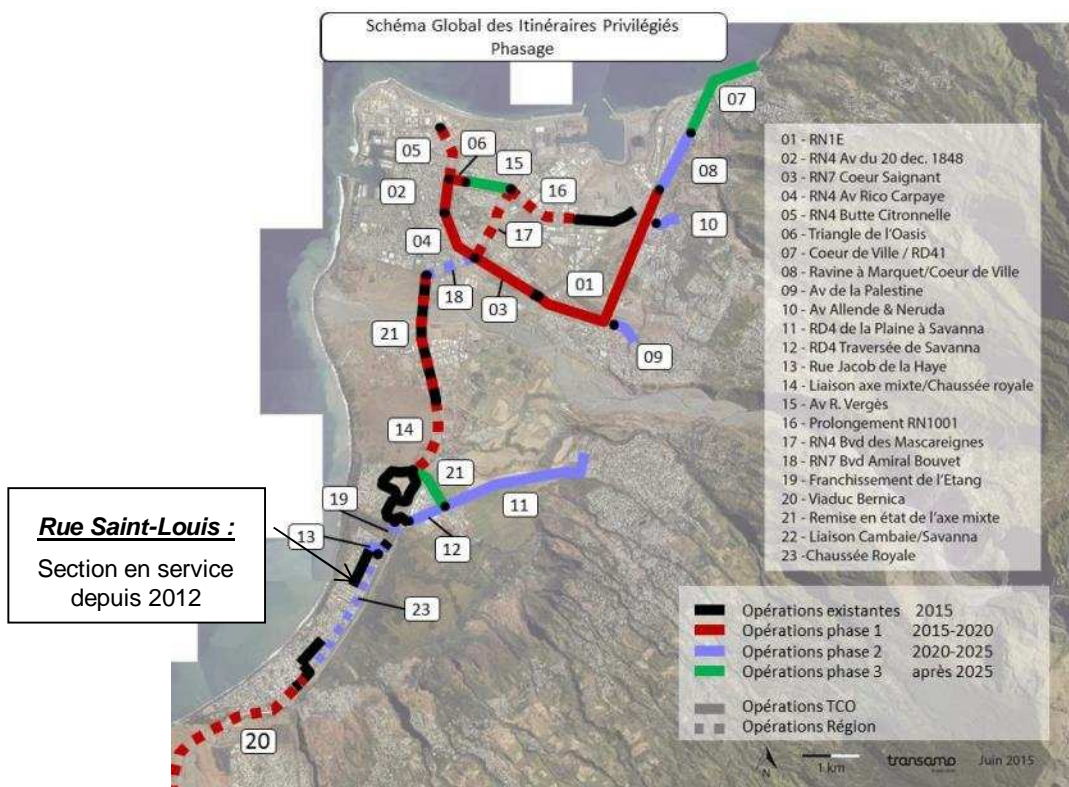 Schéma Global des Itinéraires Privilégiés
Phasage
07
06
05
15
02
16
08
10
17
04
01
18
03
21
09
14
21
19
11
13
12
23
20
Rue Saint-Louis :
Section en service
depuis 2012
01 - RN1E
02 - RN4 Av du 20 dec. 1848
03 - RN7 Coeur Saignant
04 - RN4 Av Rico Carpaye
05 - RN4 Butte Citronnelle
06 - Triangle de l'Oasis
07 - Coeur de Ville / RD41
08 - Ravine à Marquet/Coeur de Ville
09 - Av de la Palestine
10 - Av Allende & Neruda
11 - RD4 de la Plaine à Savanna
12 - RD4 Traversée de Savanna
13 - Rue Jacob de la Haye
14 - Liaison axe mixte/Chaussée royale
15 - Av R. Vergès
16 - Prolongement RN1001
17 - RN4 Bvd des Mascareignes
18 - RN7 Bvd Amiral Bouvet
19 - Franchissement de l'Etang
20 - Viaduc Bernica
21 - Remise en état de l'axe mixte
22 - Liaison Cambaie/Savanna
23 -Chaussée Royale
Opérations existantes 2015
Opérations phase 1 2015-2020
Opérations phase 2 2020-2025
Opérations phase 3 après 2025
Opérations TCO
Opérations Région
N
1 km
transamo
Juin 2015